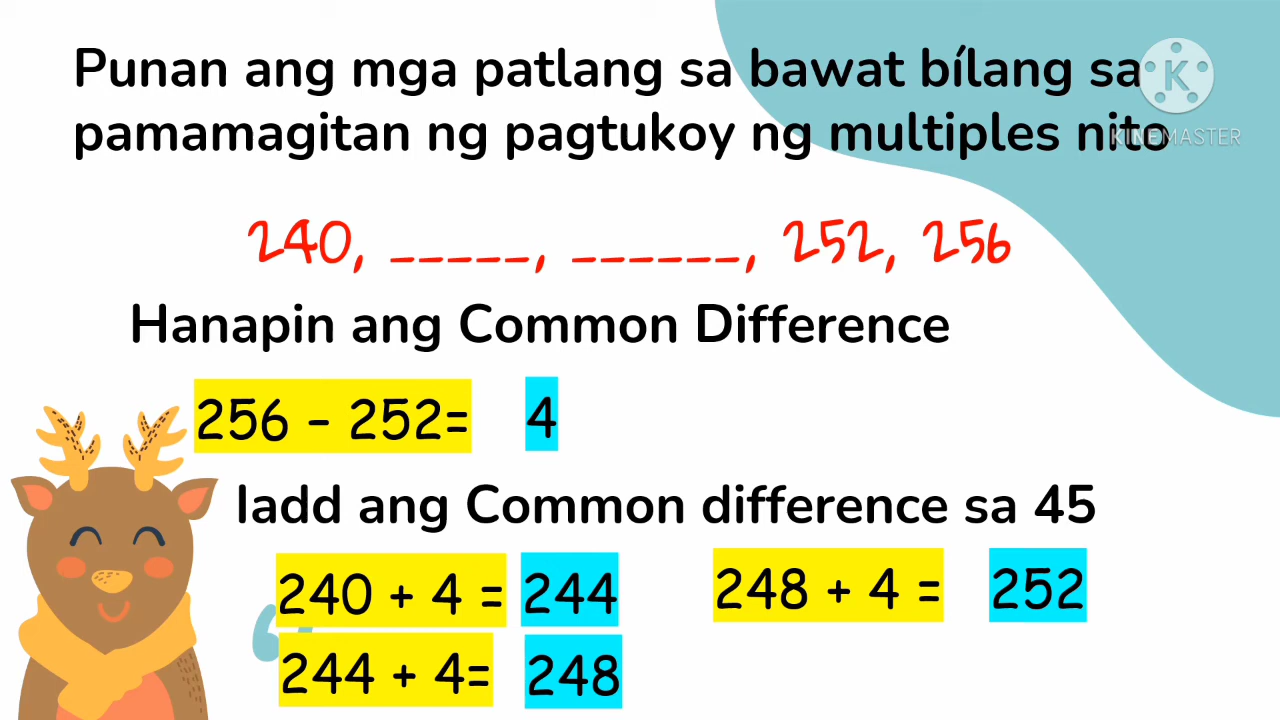 Punan ang mga patlang sa bawat bílang sa
pamamagitan ng pagtukoy ng multiples nito
K
KINEMASTER
240, _____, ______, 252, 256
Hanapin ang Common Difference
256 - 252= 4
Iadd ang Common difference sa 45
240 + 4 = 244
248 + 4 = 252
244 + 4= 248